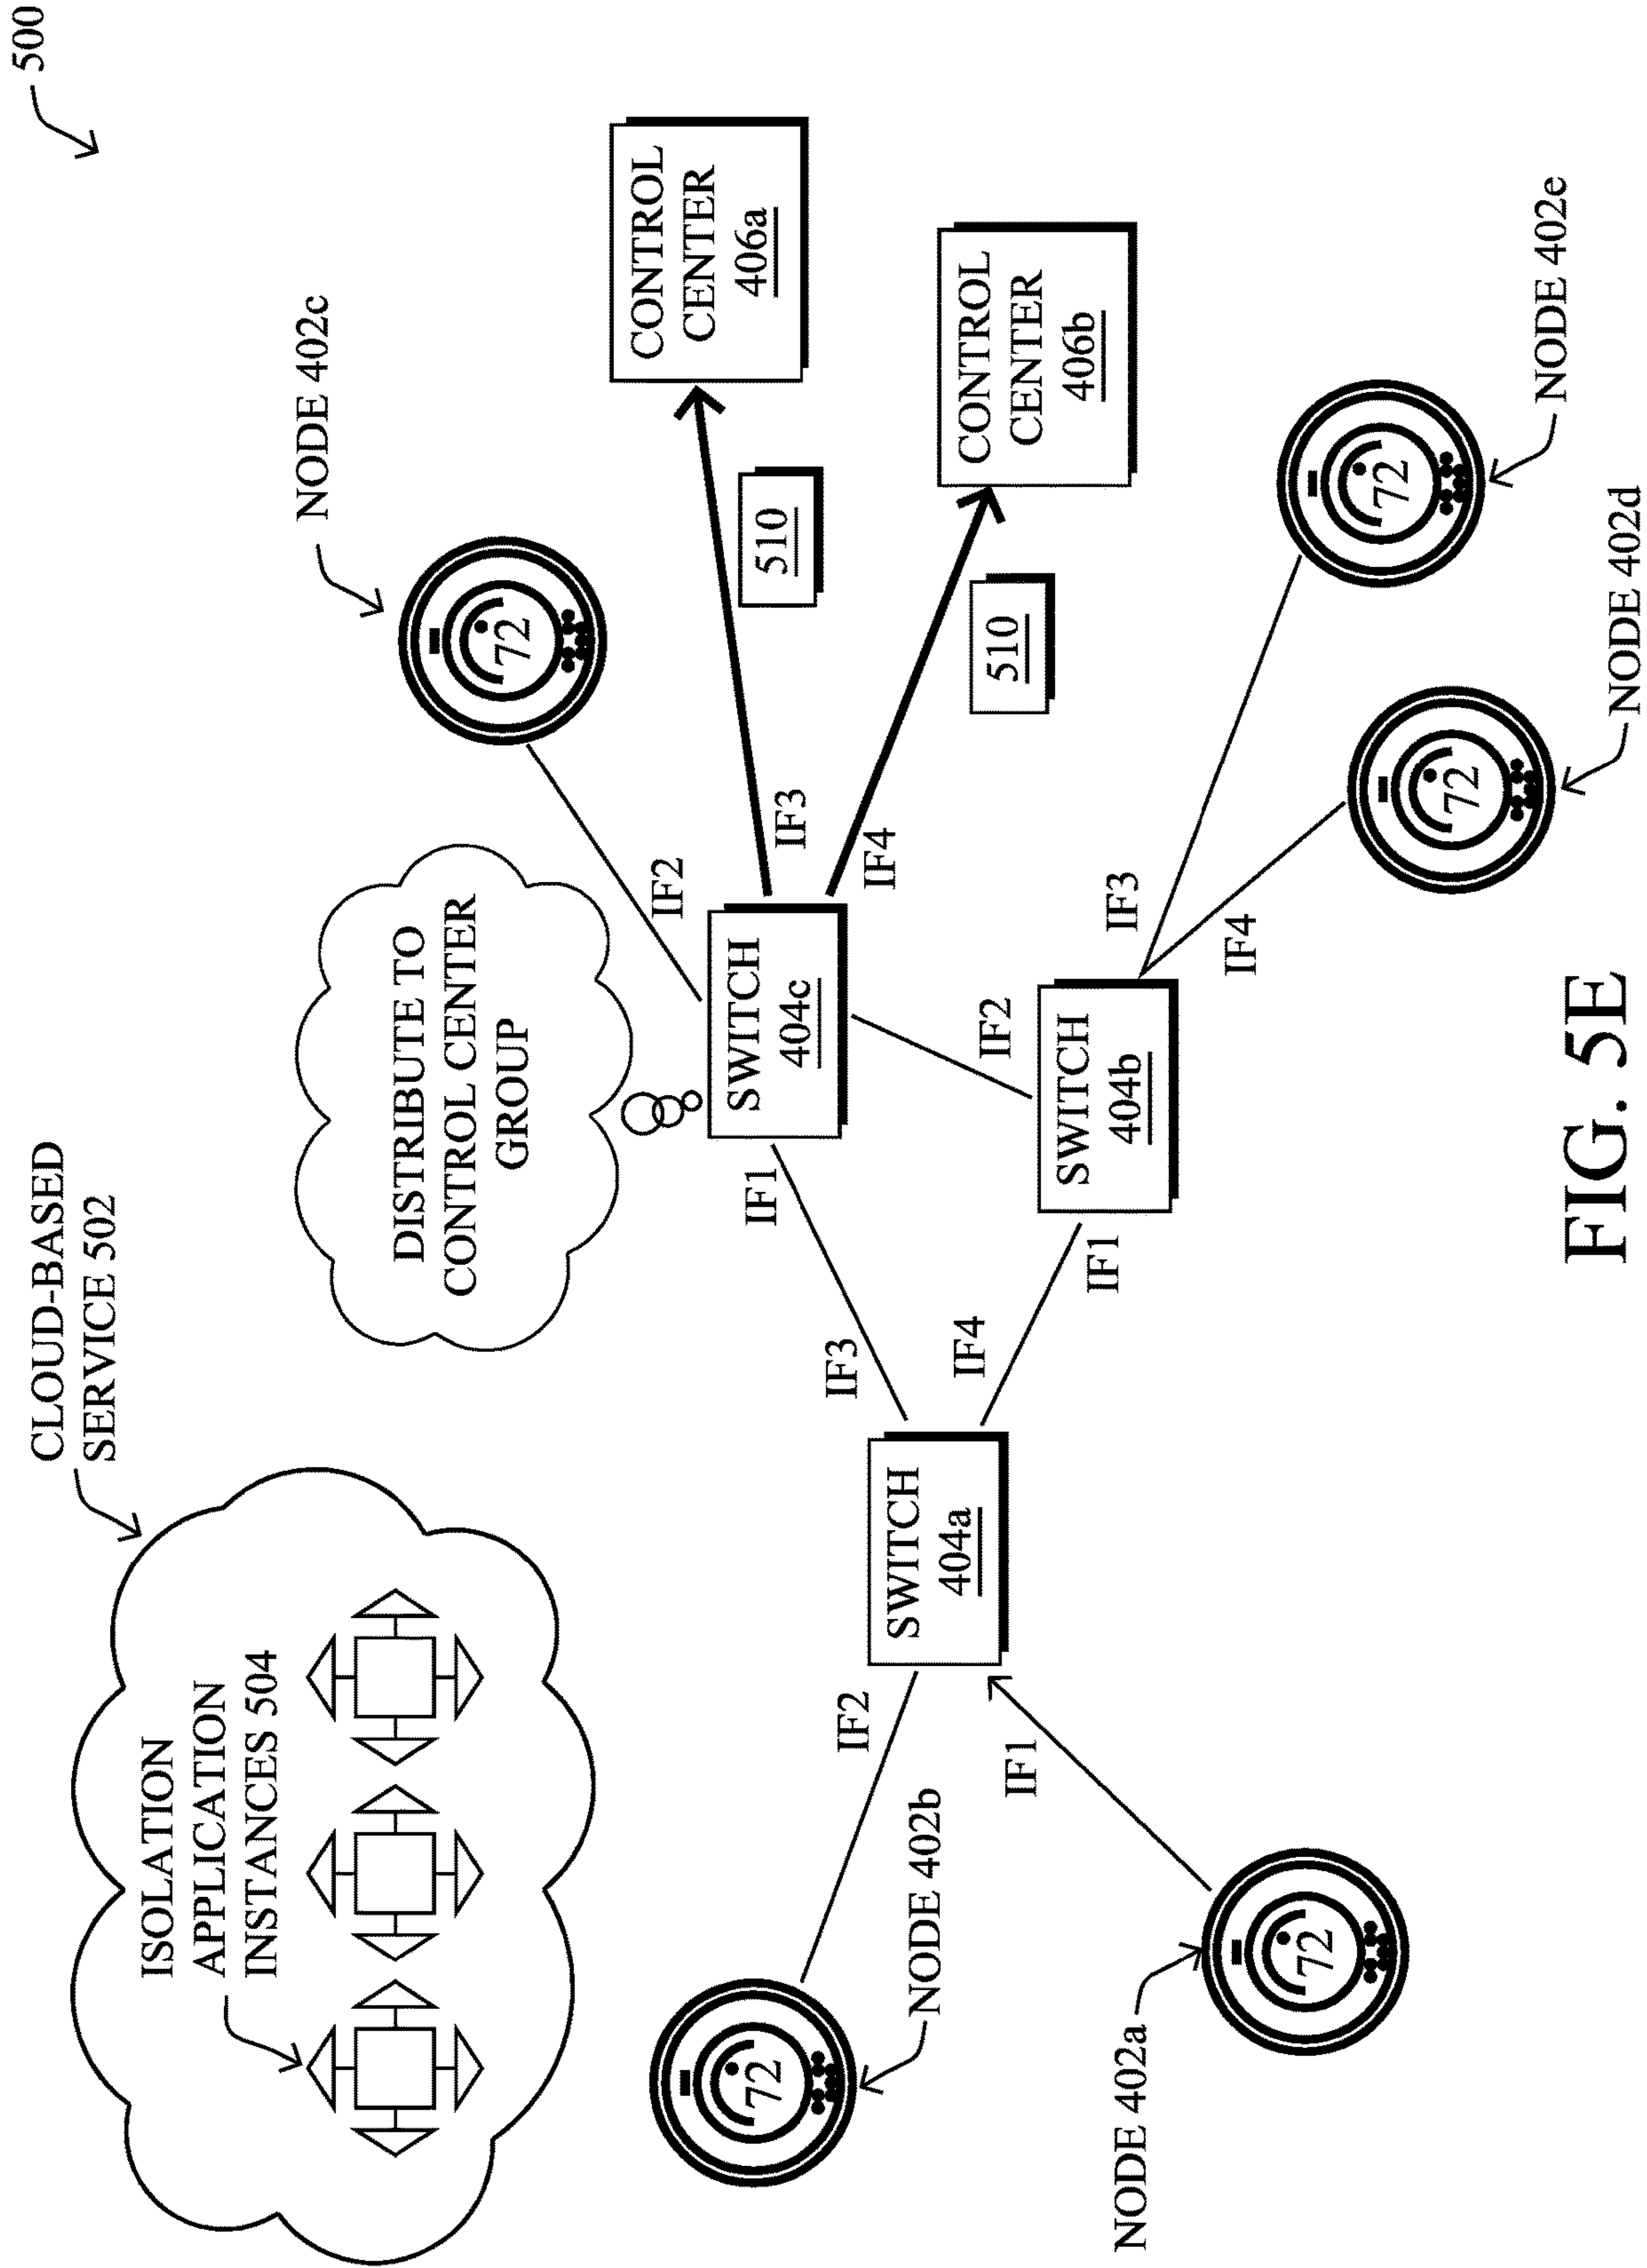 500
CLOUD-BASED
SERVICE 502
ISOLATION
APPLICATION
INSTANCES 504
DISTRIBUTE TO
CONTROL CENTER
GROUP
NODE 402c
72
CONTROL
CENTER
406a
510
IF2
IF3
SWITCH
404c
IF1
IF4
CONTROL
CENTER
406b
510
NODE 402b
72
IF2
SWITCH
404a
IF3
IF4
IF1
NODE 402a
72
IF2
SWITCH
404b
IF1
IF3
IF4
72
NODE 402e
72
NODE 402d
FIG. 5E